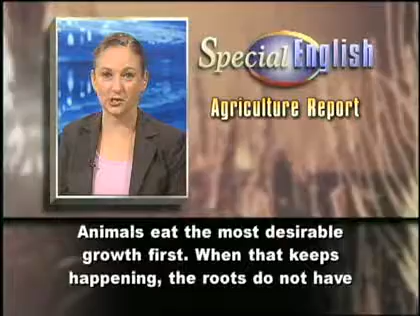 Special English
Agriculture Report
Animals eat the most desirable
growth first. When that keeps
happening, the roots do not have